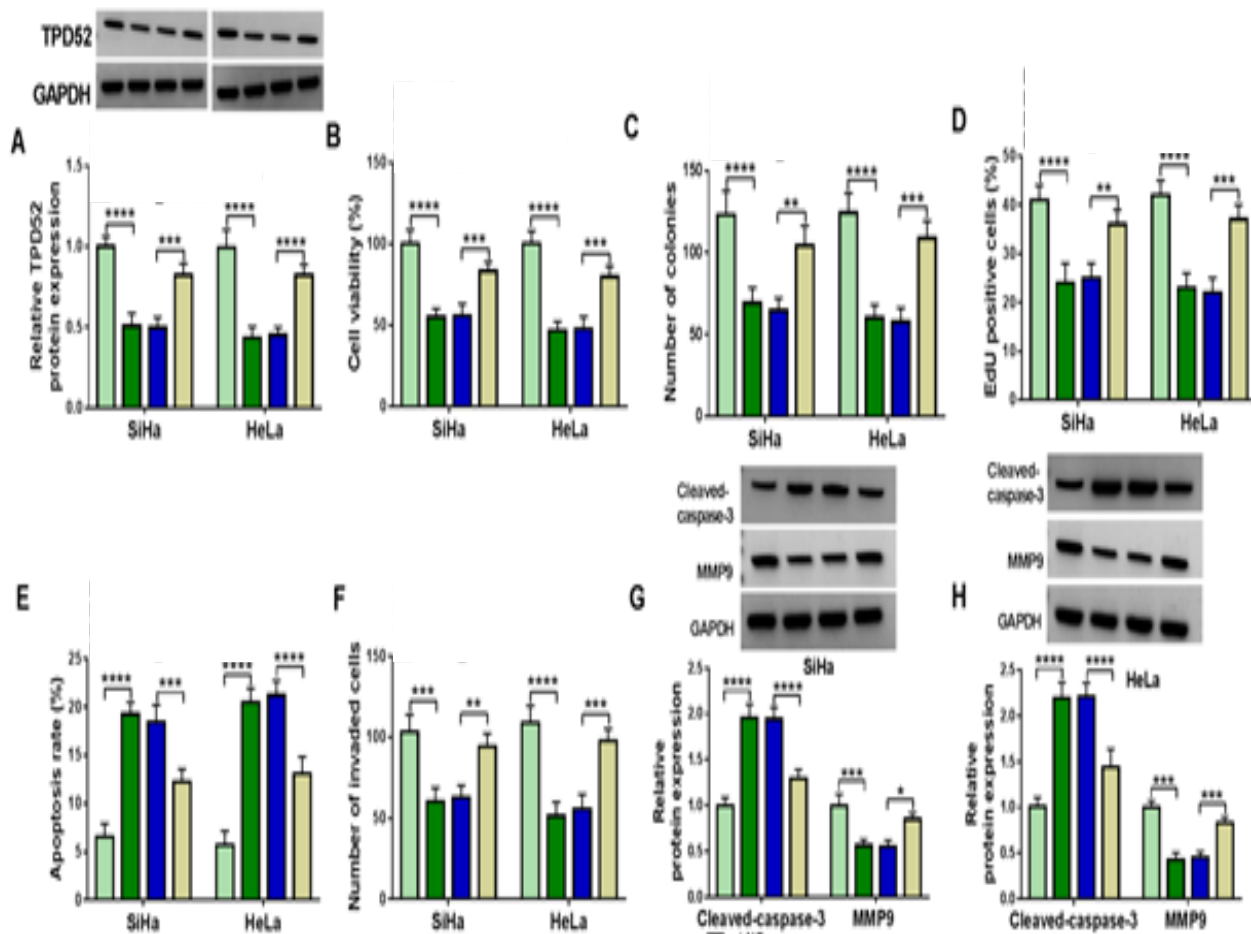 TPD52
GAPDH
A
Relative TPD52
protein expression
1.5
1.0
0.5
0.0
****
***
****
****
SiHa
HeLa
B
Cell viability (%)
150
100
50
0
****
***
****
***
SiHa
HeLa
C
Number of colonies
150
100
50
0
****
**
****
***
SiHa
HeLa
D
EdU positive cells (%)
50
40
30
20
10
0
****
**
****
***
SiHa
HeLa
E
Apoptosis rate (%)
25
20
15
10
5
0
****
***
****
****
SiHa
HeLa
F
Number of invaded cells
150
100
50
0
***
**
****
***
SiHa
HeLa
G
Cleaved-
caspase-3
MMP9
GAPDH
SiHa
Relative
protein expression
2.5
2.0
1.5
1.0
0.5
0.0
****
****
***
*
Cleaved-caspase-3
MMP9
H
Cleaved-
caspase-3
MMP9
GAPDH
HeLa
Relative
protein expression
2.5
2.0
1.5
1.0
0.5
0.0
****
****
***
***
Cleaved-caspase-3
MMP9